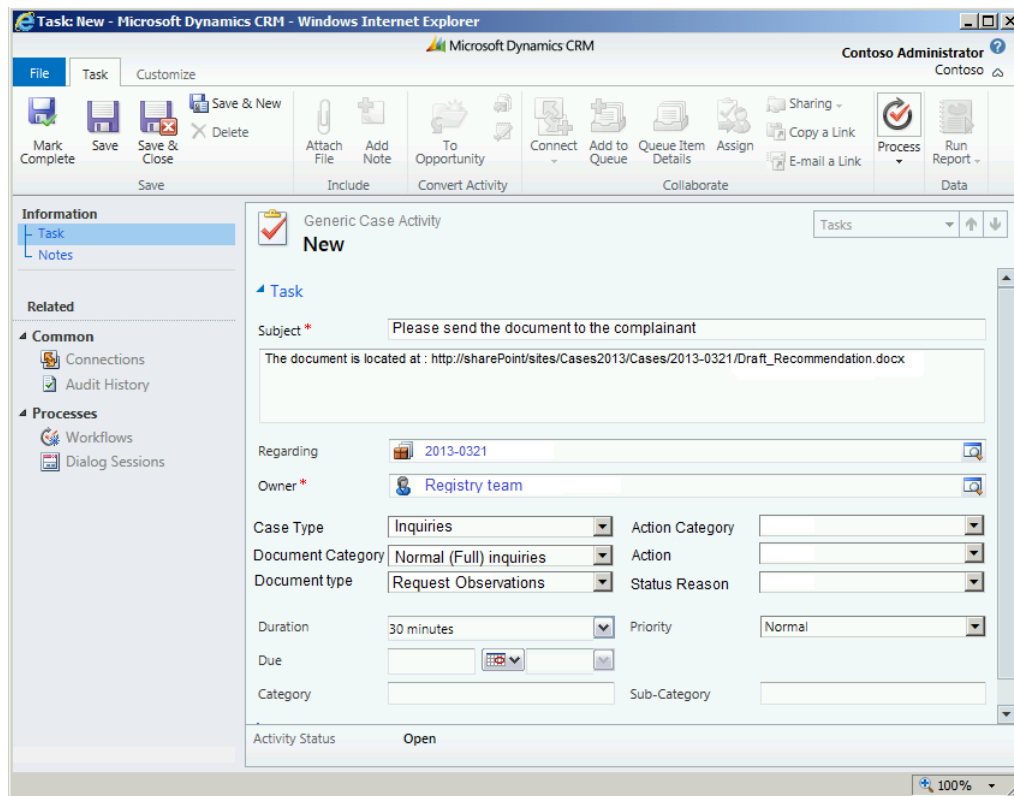 Task: New - Microsoft Dynamics CRM - Windows Internet Explorer
Microsoft Dynamics CRM
Contoso Administrator
Contoso
File Task Customize
Mark Complete
Save
Save & Close
Save & New
Delete
Save
Attach File
Add Note
Include
To Opportunity
Convert Activity
Connect
Add to Queue
Queue Item Details
Assign
Sharing
Copy a Link
E-mail a Link
Collaborate
Process
Run Report
Data
Information
Task
Notes
Related
Common
Connections
Audit History
Processes
Workflows
Dialog Sessions
Generic Case Activity
New
Tasks
Task
Subject * Please send the document to the complainant
The document is located at : http://sharePoint/sites/Cases2013/Cases/2013-0321/Draft_Recommendation.docx
Regarding 2013-0321
Owner * Registry team
Case Type Inquiries Action Category
Document Category Normal (Full) inquiries Action
Document type Request Observations Status Reason
Duration 30 minutes Priority Normal
Due
Category Sub-Category
Activity Status Open
100%